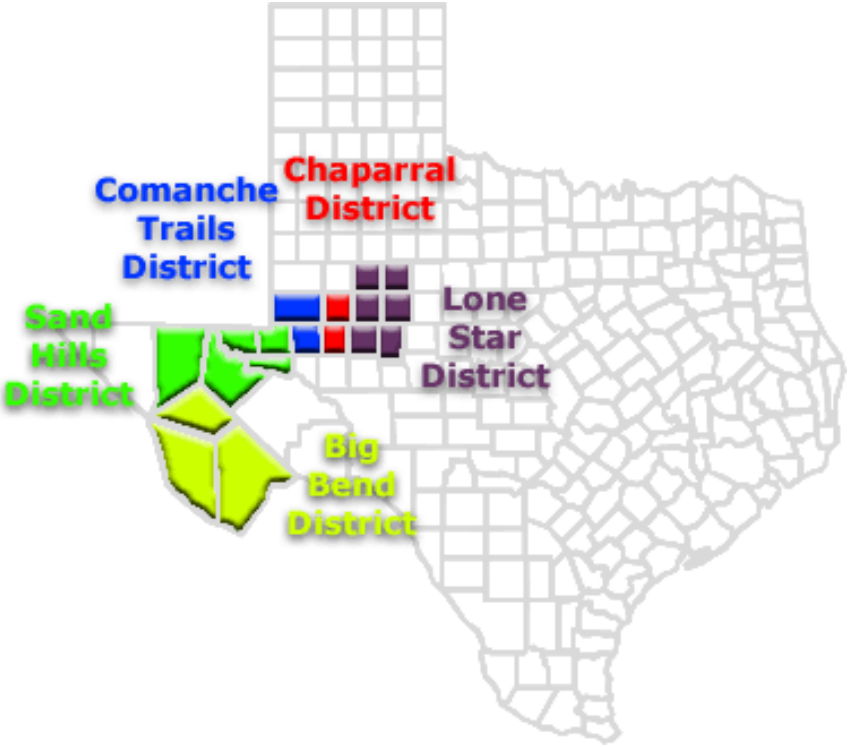 Chaparral
District
Comanche
Trails
District
Lone
Star
District
Sand
Hills
District
Big
Bend
District